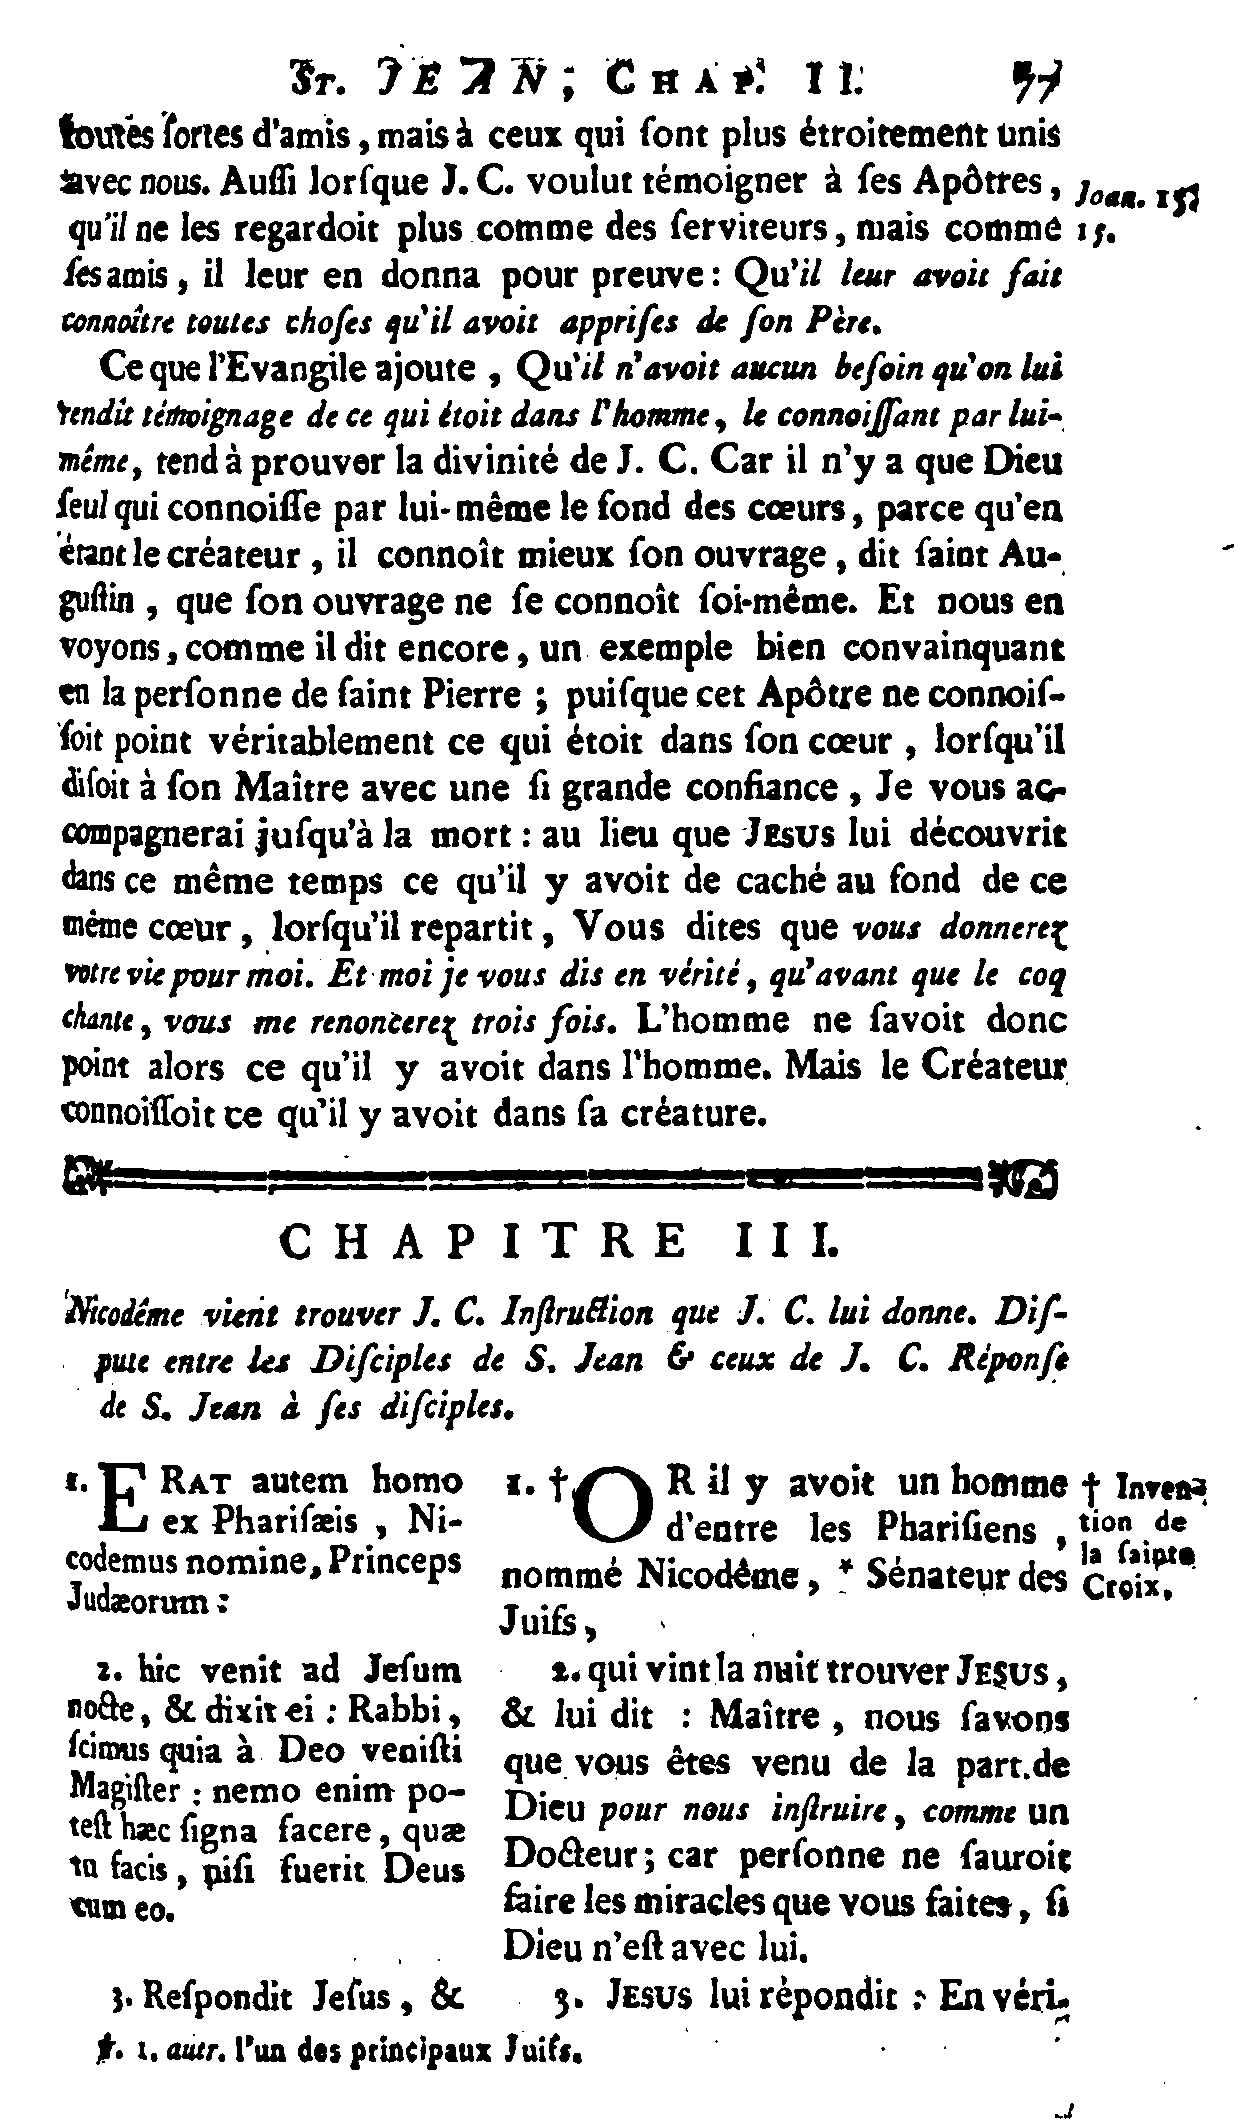 St. JEAN, CHAP. II. 77
toutes ſortes d'amis, mais à ceux qui ſont plus étroitement unis
avec nous. Auſſi lorſque J. C. voulut témoigner à ſes Apôtres,
qu'il ne les regardoit plus comme des ſerviteurs, mais comme
ſes amis, il leur en donna pour preuve: Qu'il leur avoit fait
connoître toutes choſes qu'il avoit appriſes de ſon Père.
Joan. 15.
15.
Ce que l'Evangile ajoute, Qu'il n'avoit aucun beſoin qu'on lui
rendît témoignage de ce qui étoit dans l'homme, le connoiſſant par lui-
même, tend à prouver la divinité de J. C. Car il n'y a que Dieu
ſeul qui connoiſſe par lui-même le fond des cœurs, parce qu'en
étant le créateur, il connoît mieux ſon ouvrage, dit ſaint Au-
guſtin, que ſon ouvrage ne ſe connoît ſoi-même. Et nous en
voyons, comme il dit encore, un exemple bien convainquant
en la perſonne de ſaint Pierre; puiſque cet Apôtre ne connoiſ-
ſoit point véritablement ce qui étoit dans ſon cœur, lorſqu'il
diſoit à ſon Maître avec une ſi grande confiance, Je vous ac-
compagnerai juſqu'à la mort: au lieu que JESUS lui découvrit
dans ce même temps ce qu'il y avoit de caché au fond de ce
même cœur, lorſqu'il repartit, Vous dites que vous donnerez
votre vie pour moi. Et moi je vous dis en vérité, qu'avant que le coq
chante, vous me renoncerez trois fois. L'homme ne ſavoit donc
point alors ce qu'il y avoit dans l'homme. Mais le Créateur
connoiſſoit ce qu'il y avoit dans ſa créature.
CHAPITRE III.
Nicodême vient trouver J. C. Inſtruction que J. C. lui donne. Diſ-
pute entre les Diſciples de S. Jean & ceux de J. C. Réponſe
de S. Jean à ſes diſciples.
1. ERAT autem homo
ex Phariſæis, Ni-
codemus nomine, Princeps
Judæorum:
2. hic venit ad Jeſum
nocte, & dixit ei: Rabbi,
ſcimus quia à Deo veniſti
Magiſter: nemo enim po-
teſt hæc ſigna facere, quæ
tu facis, niſi fuerit Deus
cum eo.
3. Reſpondit Jeſus, &
1. † OR il y avoit un homme
d'entre les Phariſiens,
nommé Nicodême, * Sénateur des
Juifs,
2. qui vint la nuit trouver JESUS,
& lui dit: Maître, nous ſavons
que vous êtes venu de la part de
Dieu pour nous inſtruire, comme un
Docteur; car perſonne ne ſauroit
faire les miracles que vous faites, ſi
Dieu n'eſt avec lui.
3. JESUS lui répondit: En véri-
† Inven-
tion de
la ſainte
Croix.
℣. 1. autr. l'un des principaux Juifs.